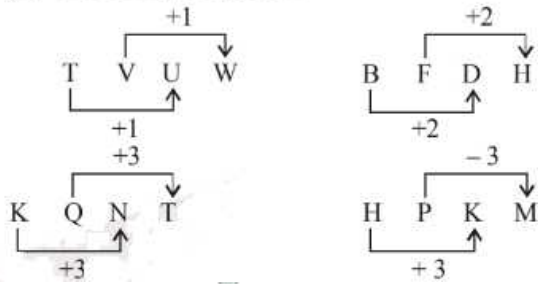 +1
+2
T V U W
B F D H
+1
+2
+3
– 3
K Q N T
H P K M
+3
+ 3